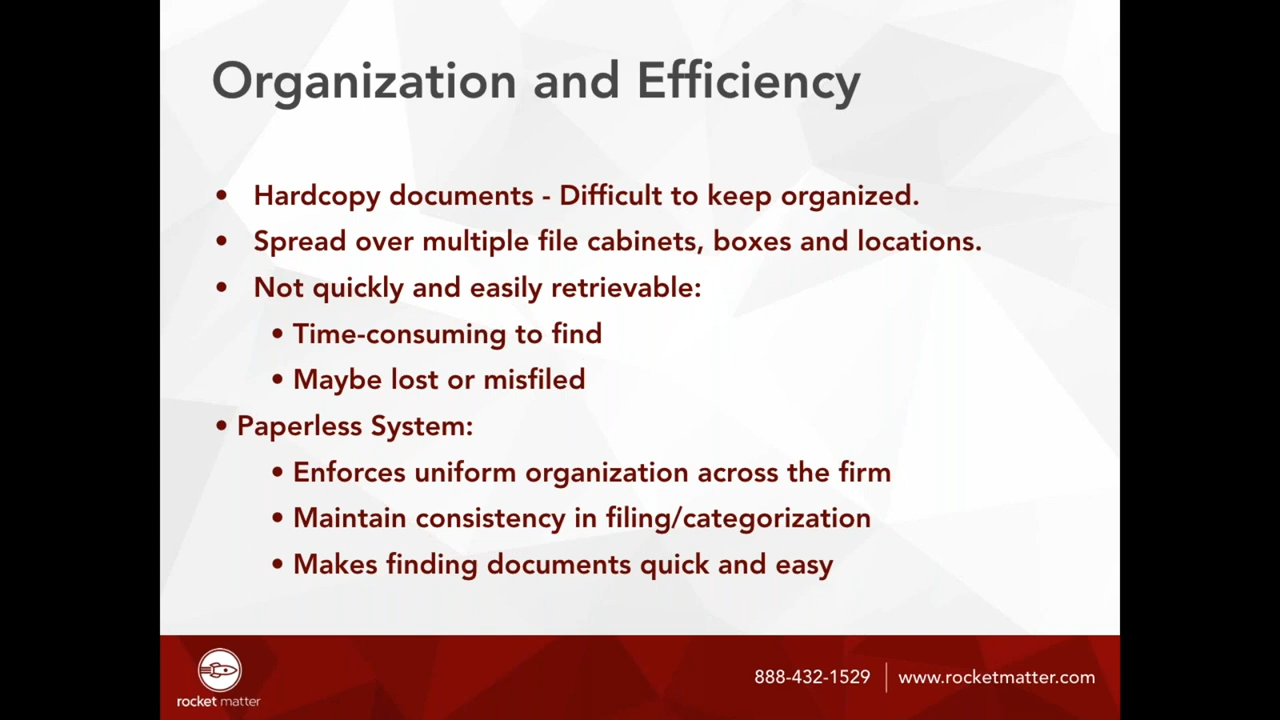 Organization and Efficiency
• Hardcopy documents - Difficult to keep organized.
• Spread over multiple file cabinets, boxes and locations.
• Not quickly and easily retrievable:
• Time-consuming to find
• Maybe lost or misfiled
• Paperless System:
• Enforces uniform organization across the firm
• Maintain consistency in filing/categorization
• Makes finding documents quick and easy
rocket matter
888-432-1529 | www.rocketmatter.com